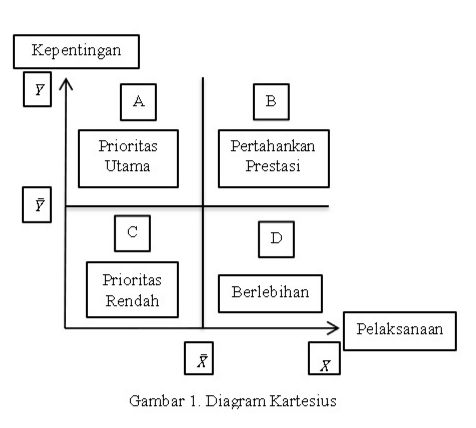 Kepentingan
Y
A
B
Prioritas
Utama
Pertahankan
Prestasi
Ȳ
C
D
Prioritas
Rendah
Berlebihan
Pelaksanaan
X̄
X
Gambar 1. Diagram Kartesius